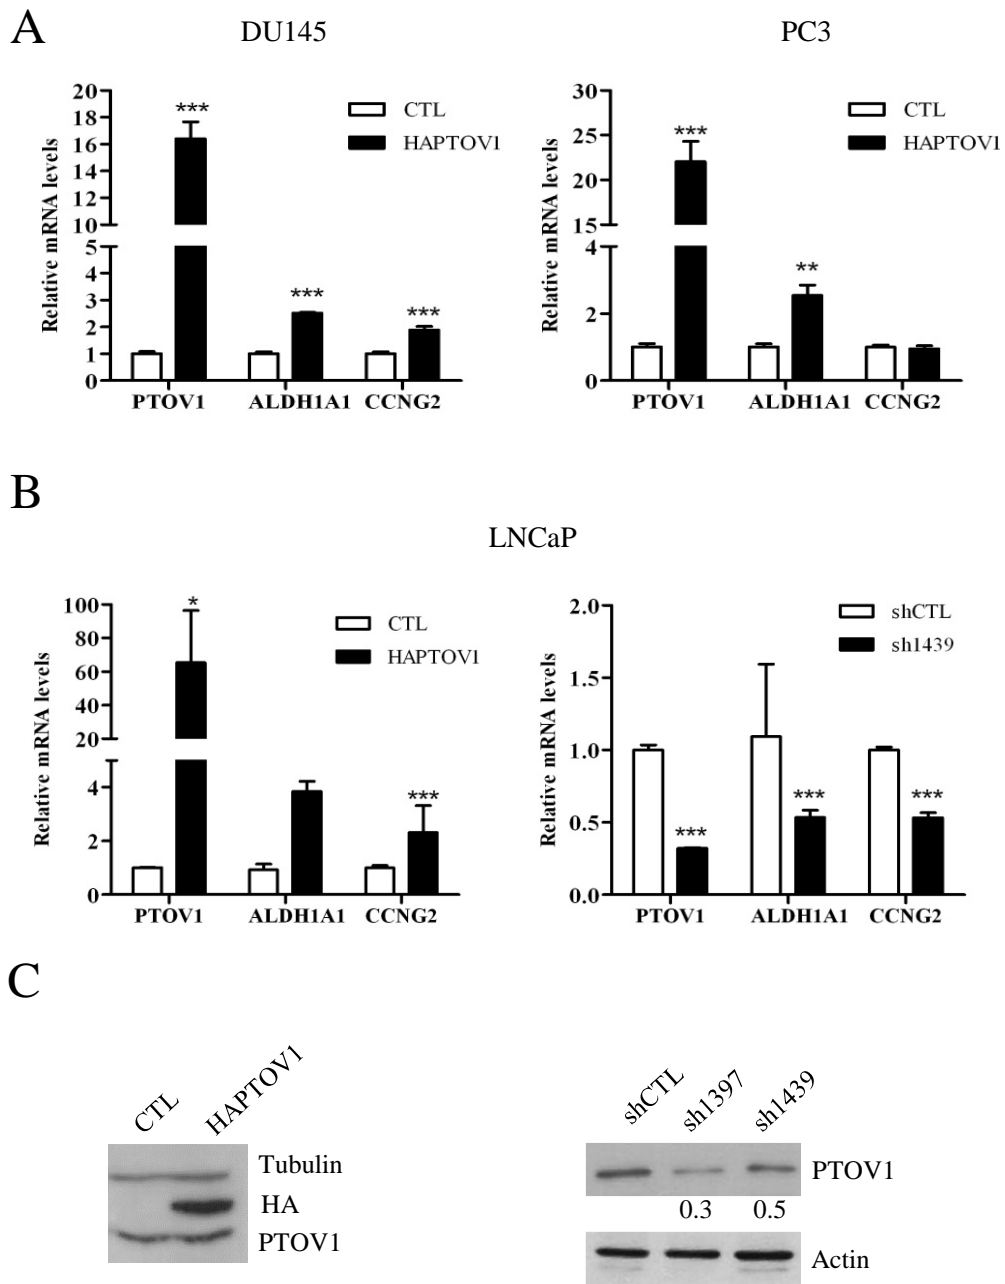 A
DU145
PC3
Relative mRNA levels
20
18
16
14
12
10
5
4
3
2
1
0
***
***
***
CTL
HAPTOV1
PTOV1 ALDH1A1 CCNG2
Relative mRNA levels
30
25
20
15
4
2
0
***
**
CTL
HAPTOV1
PTOV1 ALDH1A1 CCNG2
B
LNCaP
Relative mRNA levels
100
80
60
40
20
4
2
0
*
***
CTL
HAPTOV1
PTOV1 ALDH1A1 CCNG2
Relative mRNA levels
2.0
1.5
1.0
0.5
0.0
***
***
***
shCTL
sh1439
PTOV1 ALDH1A1 CCNG2
C
CTL HAPTOV1
Tubulin
HA
PTOV1
shCTL sh1397 sh1439
PTOV1
0.3 0.5
Actin